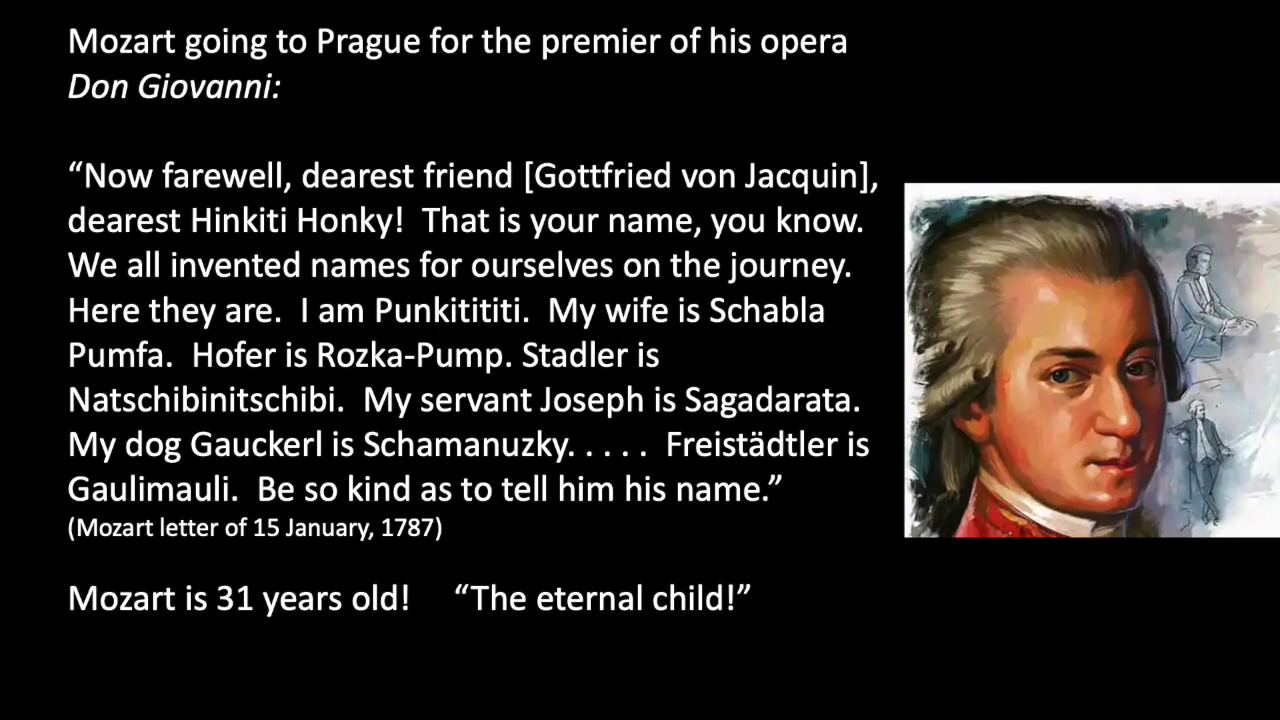 Mozart going to Prague for the premier of his opera
Don Giovanni:
“Now farewell, dearest friend [Gottfried von Jacquin],
dearest Hinkiti Honky!  That is your name, you know.
We all invented names for ourselves on the journey.
Here they are.  I am Punkitititi.  My wife is Schabla
Pumfa.  Hofer is Rozka-Pump. Stadler is
Natschibinitschibi.  My servant Joseph is Sagadarata.
My dog Gauckerl is Schamanuzky. . . . .  Freistädtler is
Gaulimauli.  Be so kind as to tell him his name.”
(Mozart letter of 15 January, 1787)
Mozart is 31 years old!    “The eternal child!”